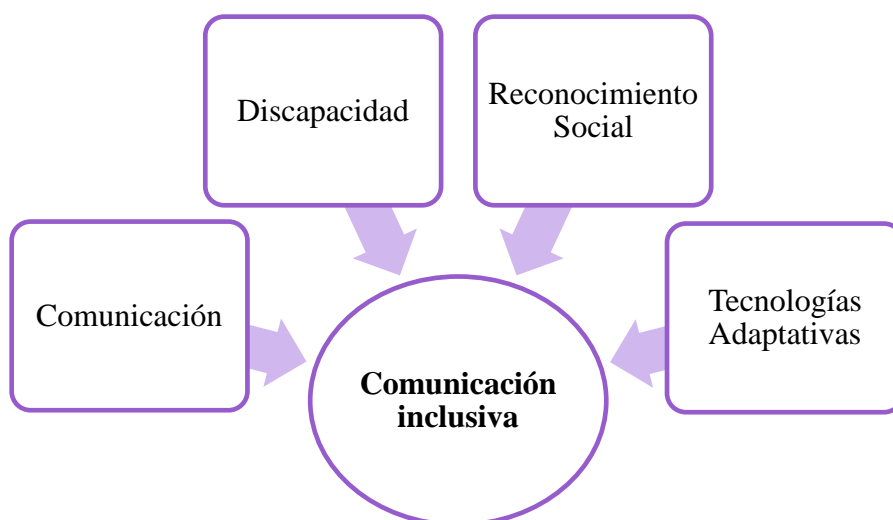 Discapacidad
Reconocimiento
Social
Comunicación
Tecnologías
Adaptativas
Comunicación
inclusiva